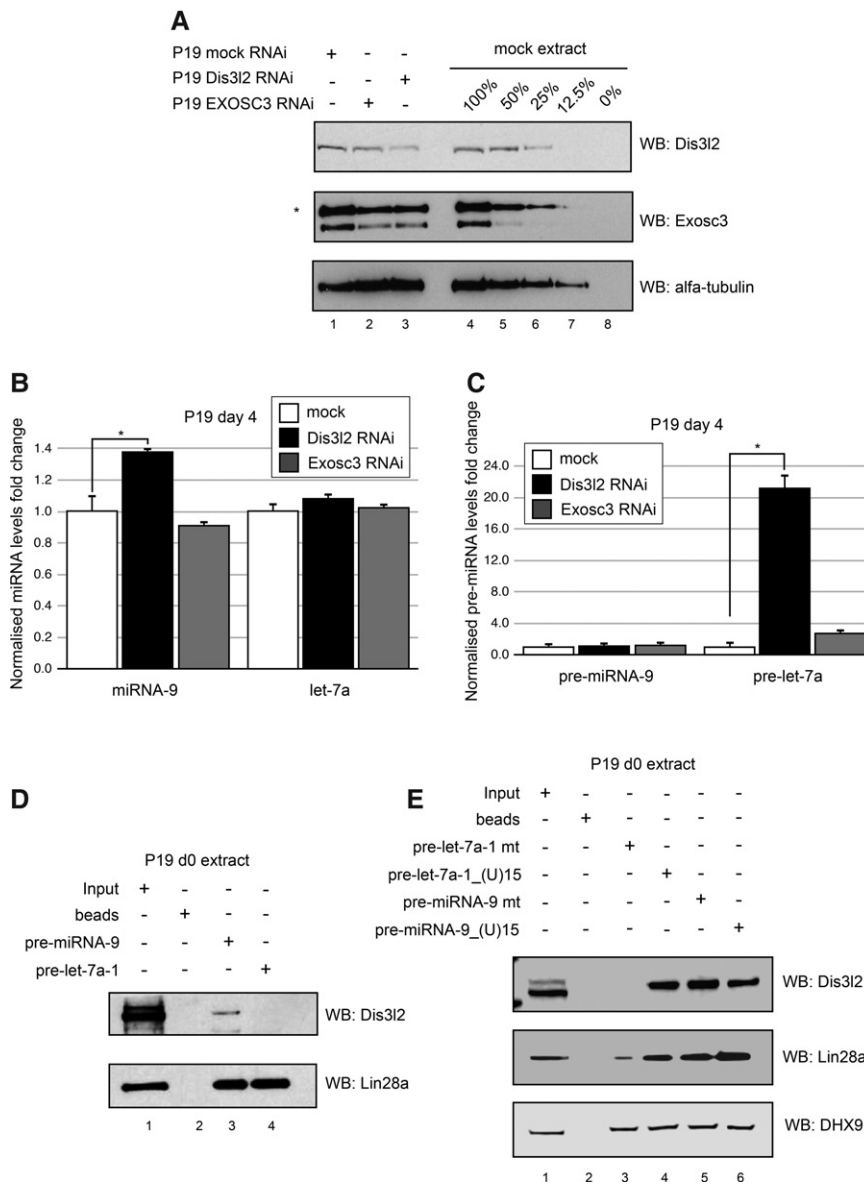 A
P19 mock RNAi + - -
P19 Dis3l2 RNAi - - +
P19 EXOSC3 RNAi - + -
mock extract
100% 50% 25% 12.5% 0%
WB: Dis3l2
*
WB: Exosc3
WB: alfa-tubulin
1 2 3 4 5 6 7 8
B
P19 day 4
mock
Dis3l2 RNAi
Exosc3 RNAi
*
Normalised miRNA levels fold change
1.4
1.2
1.0
0.8
0.6
0.4
0.2
0.0
miRNA-9 let-7a
C
P19 day 4
mock
Dis3l2 RNAi
Exosc3 RNAi
*
Normalised pre-miRNA levels fold change
24.0
20.0
16.0
12.0
8.0
4.0
0.0
pre-miRNA-9 pre-let-7a
D
P19 d0 extract
Input + - - -
beads - + - -
pre-miRNA-9 - - + -
pre-let-7a-1 - - - +
WB: Dis3l2
WB: Lin28a
1 2 3 4
E
P19 d0 extract
Input + - - - - -
beads - + - - - -
pre-let-7a-1 mt - - + - - -
pre-let-7a-1_(U)15 - - - + - -
pre-miRNA-9 mt - - - - + -
pre-miRNA-9_(U)15 - - - - - +
WB: Dis3l2
WB: Lin28a
WB: DHX9
1 2 3 4 5 6